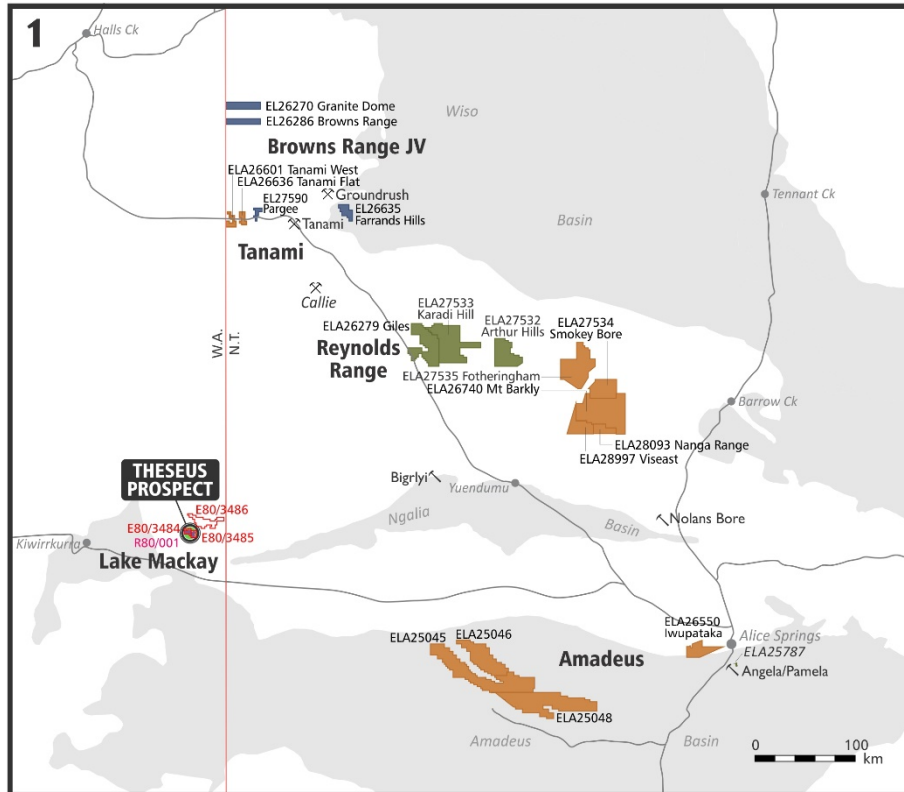 1
Halls Ck
EL26270 Granite Dome
EL26286 Browns Range
Wiso
Browns Range JV
ELA26601 Tanami West
ELA26636 Tanami Flat
EL27590
Pargee
Groundrush
EL26635
Farrands Hills
Tennant Ck
Basin
Tanami
Tanami
Callie
W.A.
N.T.
ELA27533
Karadi Hill
ELA26279 Giles
ELA27532
Arthur Hills
ELA27534
Smokey Bore
Reynolds
Range
ELA27535 Fotheringham
ELA26740 Mt Barkly
Barrow Ck
ELA28093 Nanga Range
ELA28997 Viseast
THESEUS
PROSPECT
Bigrlyi
Yuendumu
E80/3486
Ngalia
Basin
Nolans Bore
E80/3484
E80/3485
R80/001
Kiwirrkurra
Lake Mackay
ELA26550
Iwupataka
ELA25045
ELA25046
Amadeus
Alice Springs
ELA25787
Angela/Pamela
ELA25048
Amadeus
Basin
0
100
km